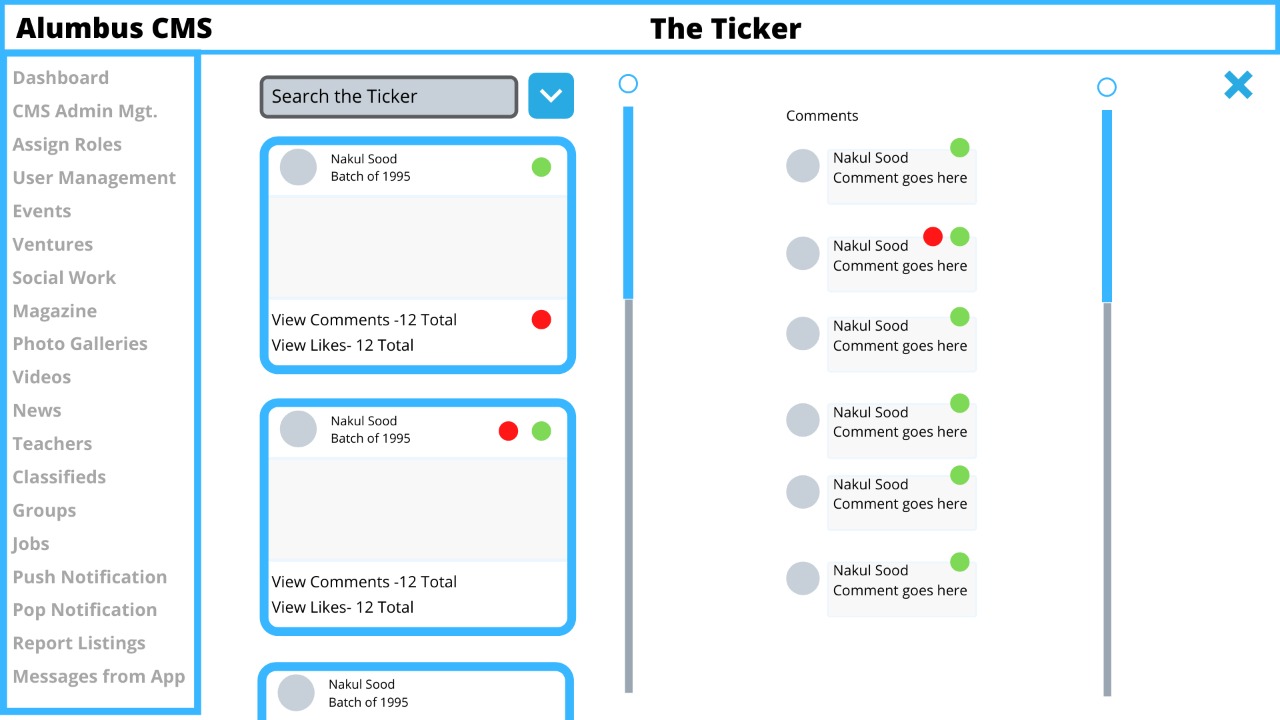 Alumbus CMS
The Ticker
Dashboard
CMS Admin Mgt.
Assign Roles
User Management
Events
Ventures
Social Work
Magazine
Photo Galleries
Videos
News
Teachers
Classifieds
Groups
Jobs
Push Notification
Pop Notification
Report Listings
Messages from App
Search the Ticker
Nakul Sood
Batch of 1995
View Comments -12 Total
View Likes- 12 Total
Nakul Sood
Batch of 1995
View Comments -12 Total
View Likes- 12 Total
Nakul Sood
Batch of 1995
Comments
Nakul Sood
Comment goes here
Nakul Sood
Comment goes here
Nakul Sood
Comment goes here
Nakul Sood
Comment goes here
Nakul Sood
Comment goes here
Nakul Sood
Comment goes here